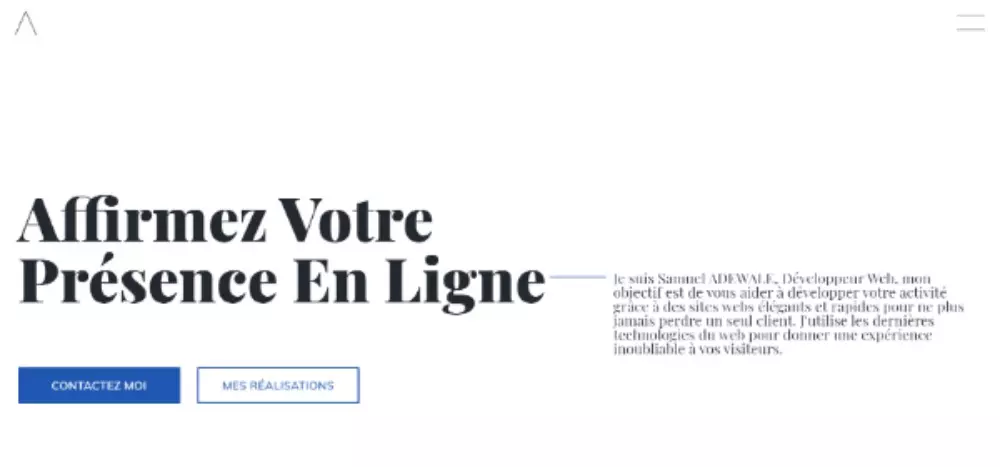 Affirmez Votre
Présence En Ligne
Je suis Samuel ADEWALE, Développeur Web, mon
objectif est de vous aider à développer votre activité
grâce à des sites webs élégants et rapides pour ne plus
jamais perdre un seul client. J'utilise les dernières
technologies du web pour donner une expérience
inoubliable à vos visiteurs.
CONTACTEZ MOI
MES RÉALISATIONS